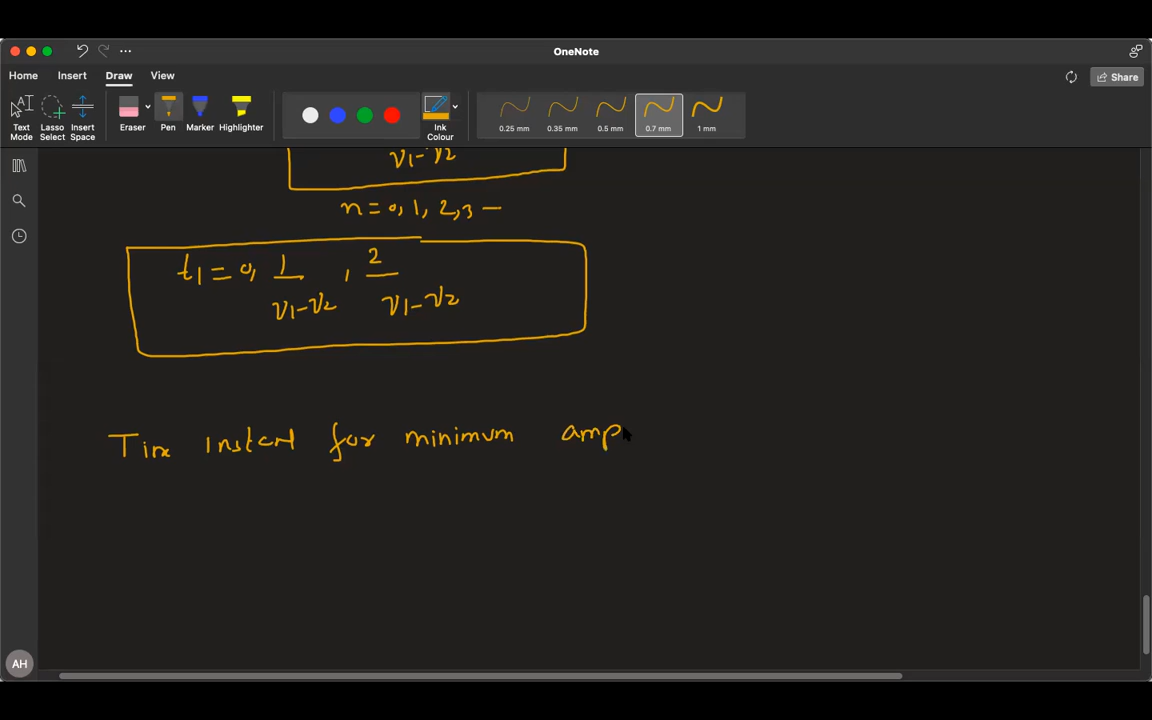 OneNote
Home Insert Draw View
Share
Text Mode
Lasso Select
Insert Space
Eraser
Pen
Marker
Highlighter
Ink Colour
0.25 mm
0.35 mm
0.5 mm
0.7 mm
1 mm
ν1-ν2
n = 0, 1, 2, 3 —
t1 = 0, 1/ν1-ν2 , 2/ν1-ν2
Time Instant for minimum amp
AH